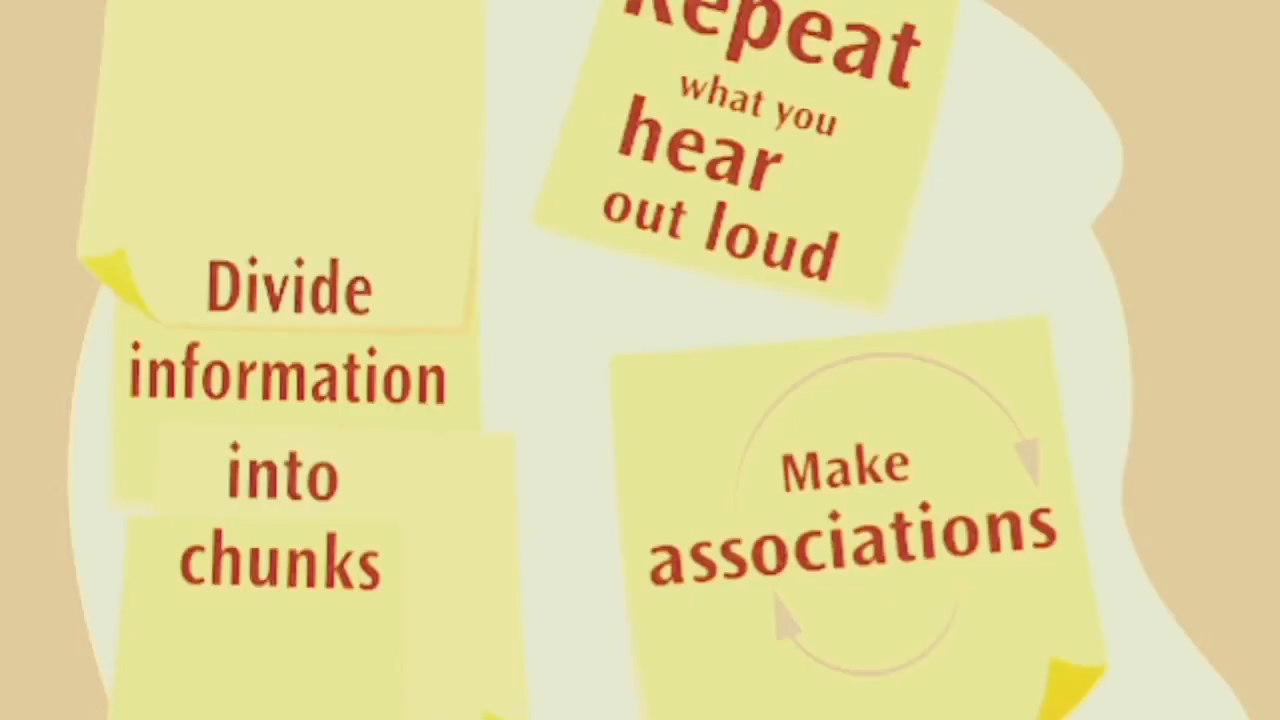 Repeat
what you
hear
out loud
Divide
information
into
chunks
Make
associations